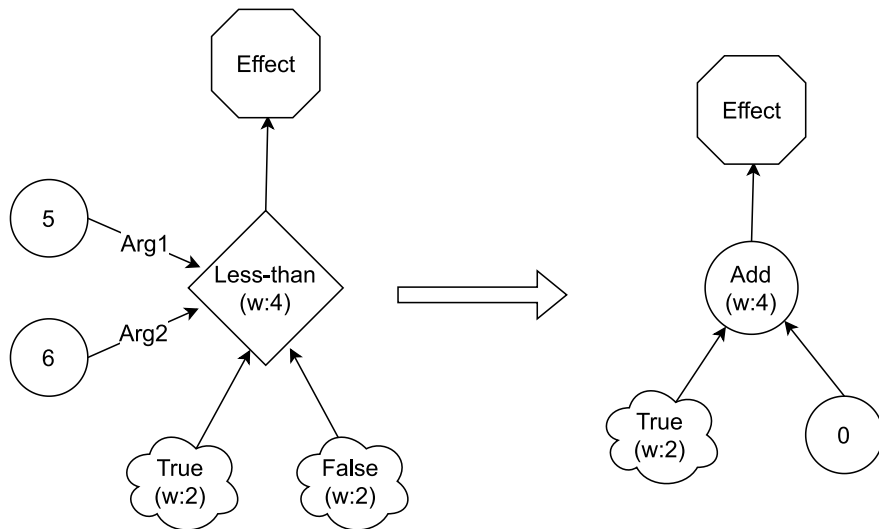 Effect
5
Arg1
Less-than
(w:4)
6
Arg2
True
(w:2)
False
(w:2)
Effect
Add
(w:4)
True
(w:2)
0